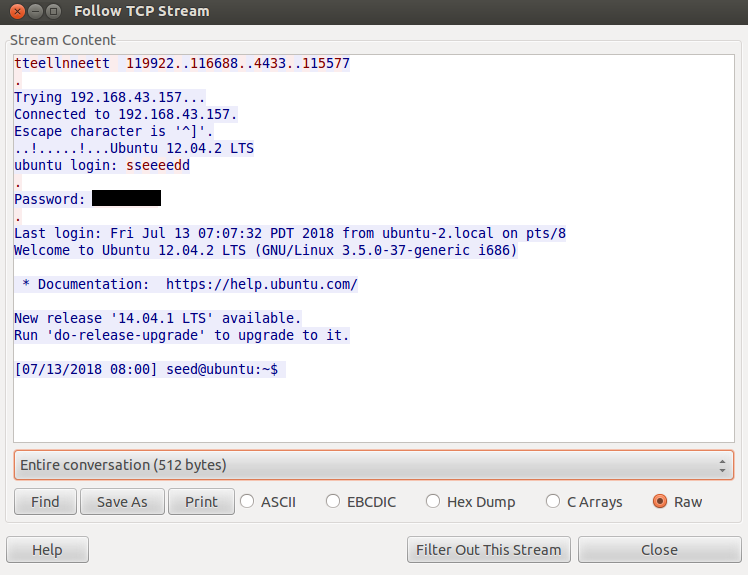 Follow TCP Stream
Stream Content
tteellnneett  119922..116688..4433..115577
.
Trying 192.168.43.157...
Connected to 192.168.43.157.
Escape character is '^]'.
..!.....!...Ubuntu 12.04.2 LTS
ubuntu login: sseeeedd
.
Password:
.
Last login: Fri Jul 13 07:07:32 PDT 2018 from ubuntu-2.local on pts/8
Welcome to Ubuntu 12.04.2 LTS (GNU/Linux 3.5.0-37-generic i686)
 * Documentation:  https://help.ubuntu.com/
New release '14.04.1 LTS' available.
Run 'do-release-upgrade' to upgrade to it.
[07/13/2018 08:00] seed@ubuntu:~$
Entire conversation (512 bytes)
Find Save As Print ASCII EBCDIC Hex Dump C Arrays Raw
Help Filter Out This Stream Close